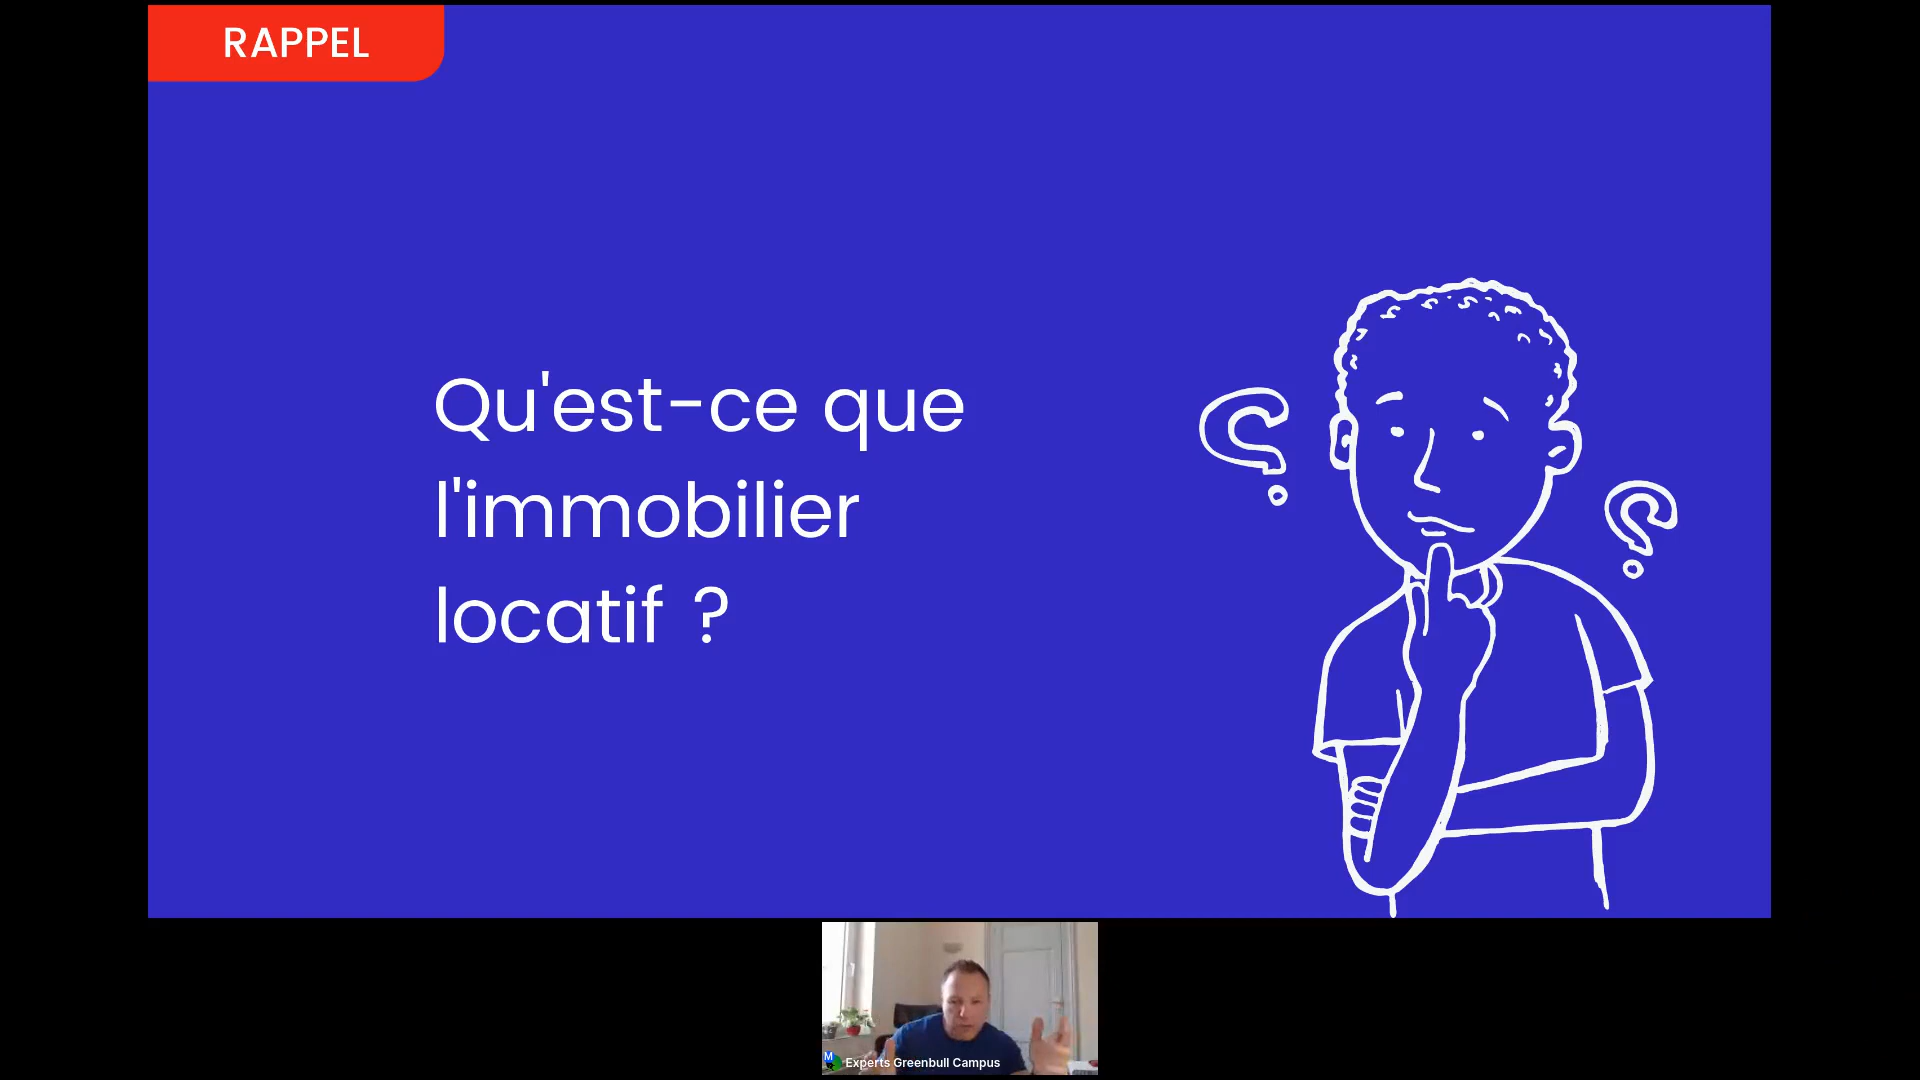 RAPPEL
Qu'est-ce que
l'immobilier
locatif ?
M
Experts Greenbull Campus